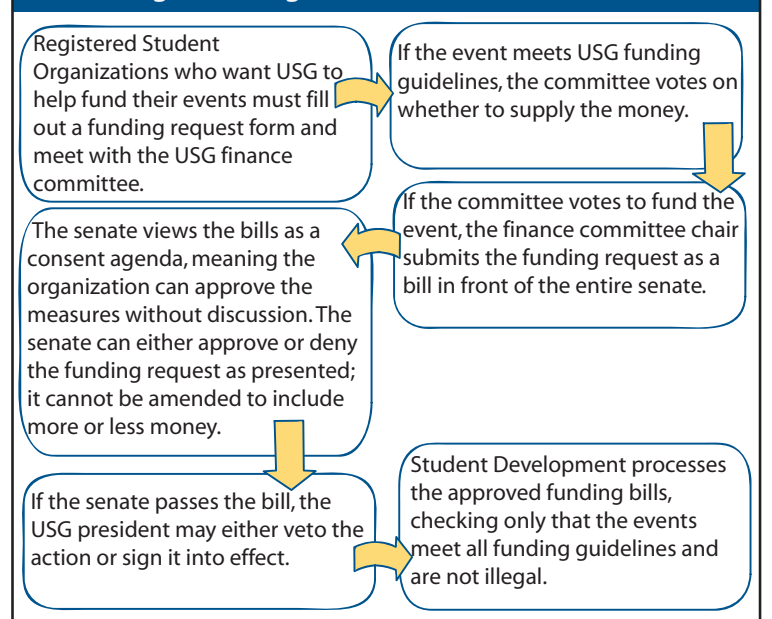 Registered Student
Organizations who want USG to
help fund their events must fill
out a funding request form and
meet with the USG finance
committee.
If the event meets USG funding
guidelines, the committee votes on
whether to supply the money.
If the committee votes to fund the
event, the finance committee chair
submits the funding request as a
bill in front of the entire senate.
The senate views the bills as a
consent agenda, meaning the
organization can approve the
measures without discussion. The
senate can either approve or deny
the funding request as presented;
it cannot be amended to include
more or less money.
If the senate passes the bill, the
USG president may either veto the
action or sign it into effect.
Student Development processes
the approved funding bills,
checking only that the events
meet all funding guidelines and
are not illegal.